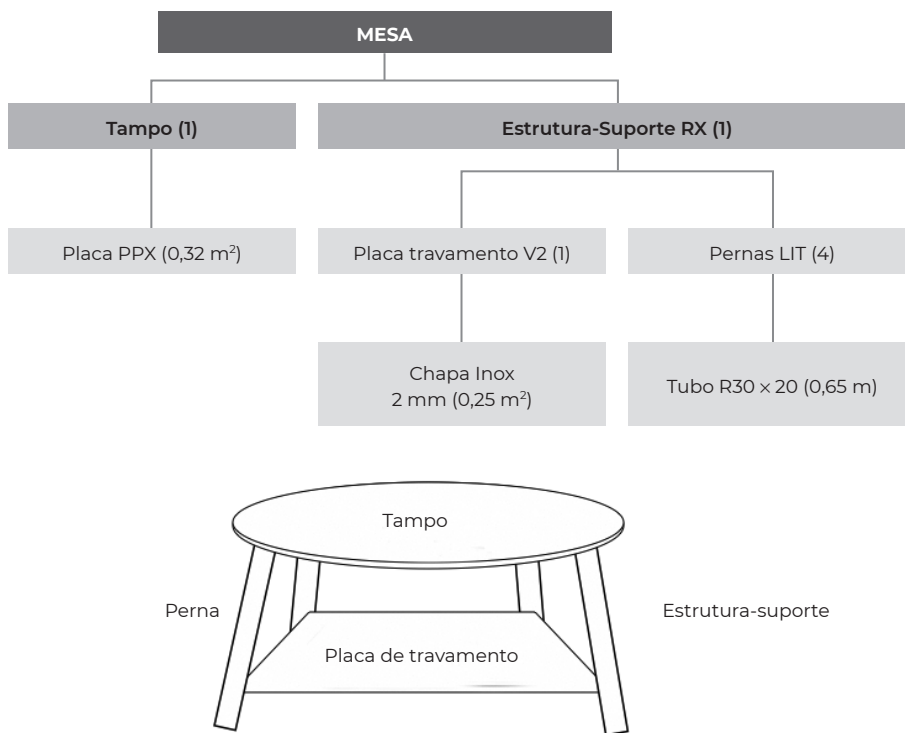 MESA
Tampo (1)
Estrutura-Suporte RX (1)
Placa PPX (0,32 m²)
Placa travamento V2 (1)
Pernas LIT (4)
Chapa Inox
2 mm (0,25 m²)
Tubo R30 × 20 (0,65 m)
Tampo
Perna
Estrutura-suporte
Placa de travamento